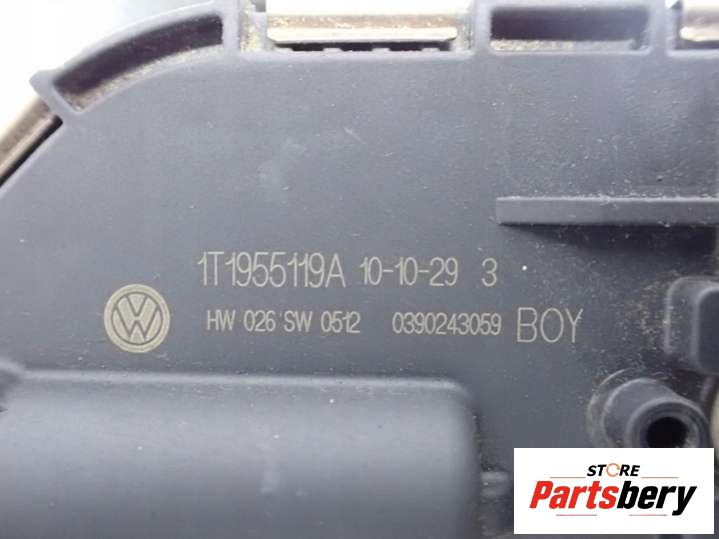 1T1955119A 10-10-29 3
HW 026 SW 0512 0390243059 BOY
STORE
Partsbery